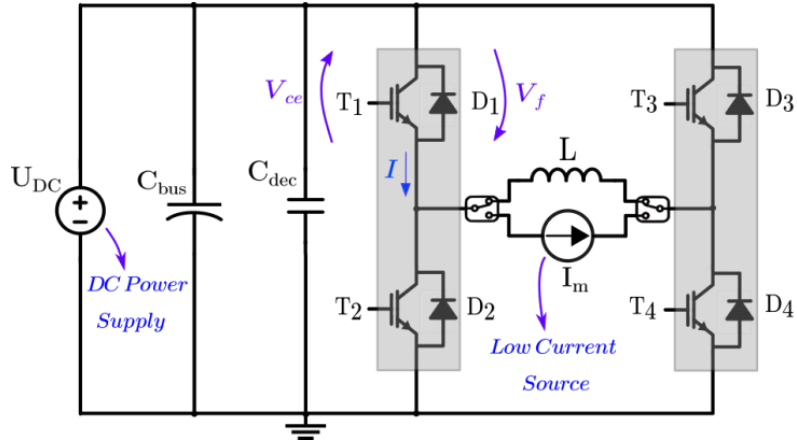 V_ce
T₁
D₁
V_f
T₃
D₃
U_DC
C_bus
C_dec
I
L
I_m
DC Power
Supply
T₂
D₂
Low Current
Source
T₄
D₄